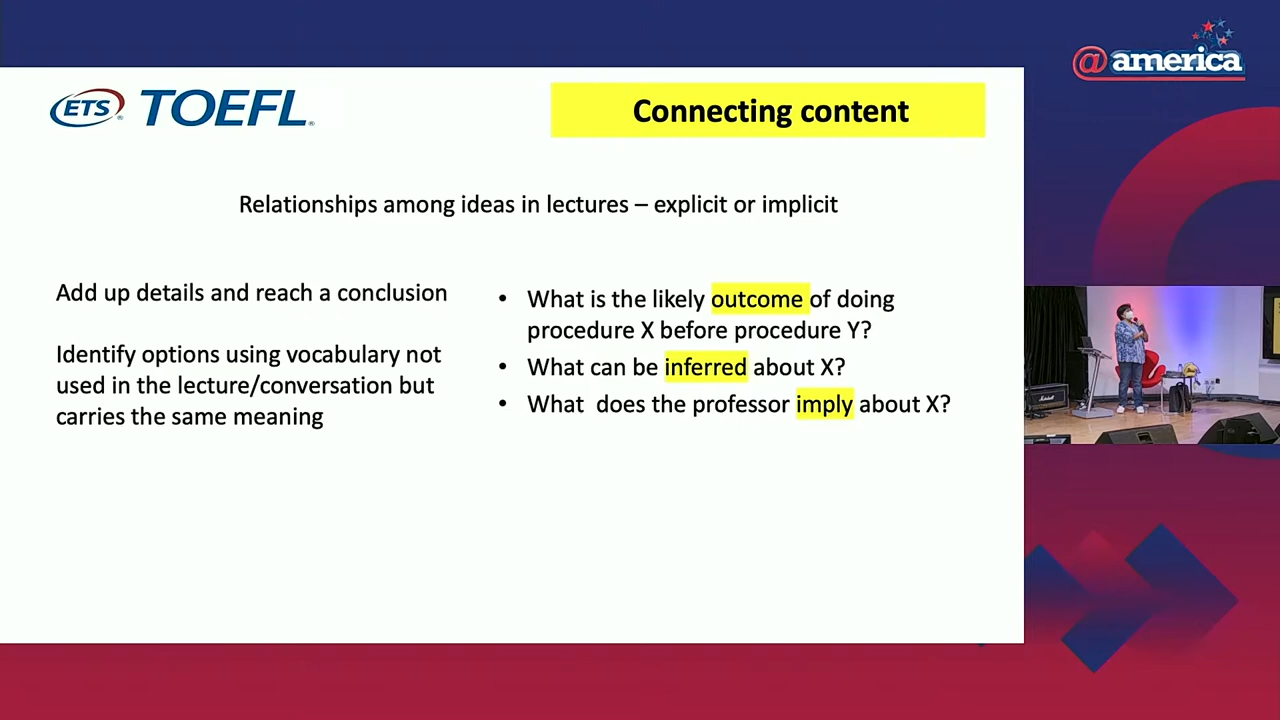 @america
ETS TOEFL
Connecting content
Relationships among ideas in lectures – explicit or implicit
Add up details and reach a conclusion
Identify options using vocabulary not
used in the lecture/conversation but
carries the same meaning
• What is the likely outcome of doing
procedure X before procedure Y?
• What can be inferred about X?
• What does the professor imply about X?
Marshall